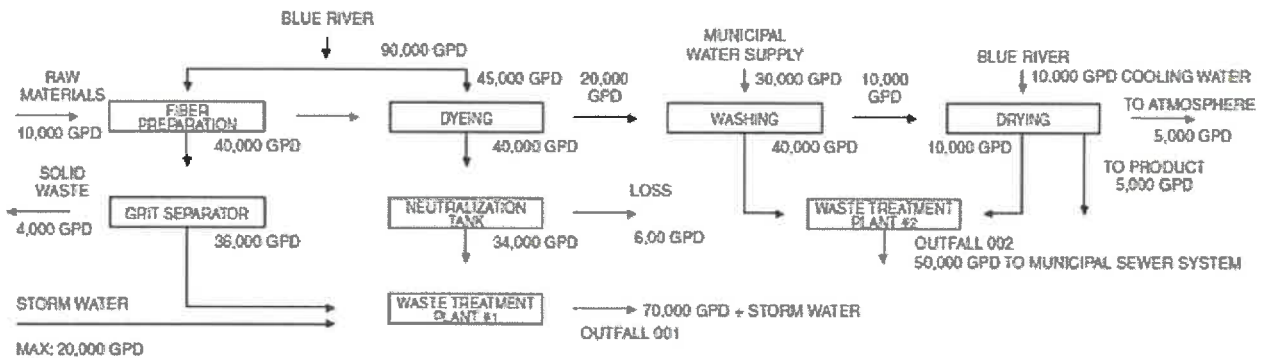 BLUE RIVER
90,000 GPD
RAW
MATERIALS
10,000 GPD
FIBER
PREPARATION
40,000 GPD
45,000 GPD
DYEING
40,000 GPD
20,000
GPD
MUNICIPAL
WATER SUPPLY
30,000 GPD
WASHING
40,000 GPD
10,000
GPD
BLUE RIVER
10.000 GPD COOLING WATER
DRYING
10,000 GPD
TO ATMOSPHERE
5,000 GPD
TO PRODUCT
5,000 GPD
SOLID
WASTE
4,000 GPD
GRIT SEPARATOR
36,000 GPD
NEUTRALIZATION
TANK
34,000 GPD
LOSS
6,00 GPD
WASTE TREATMENT
PLANT #2
OUTFALL 002
50,000 GPD TO MUNICIPAL SEWER SYSTEM
STORM WATER
MAX: 20,000 GPD
WASTE TREATMENT
PLANT #1
70,000 GPD + STORM WATER
OUTFALL 001